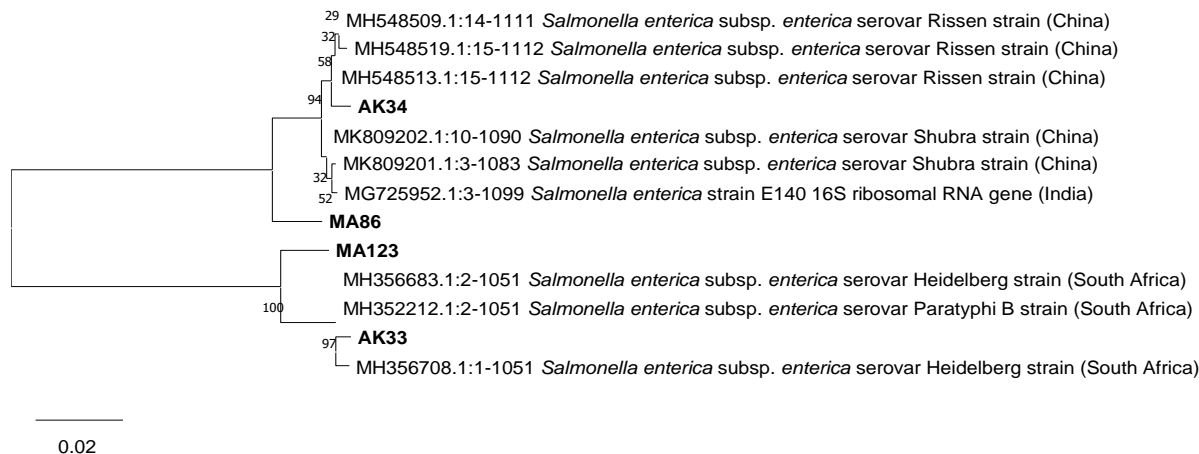 29
MH548509.1:14-1111 Salmonella enterica subsp. enterica serovar Rissen strain (China)
32
MH548519.1:15-1112 Salmonella enterica subsp. enterica serovar Rissen strain (China)
58
MH548513.1:15-1112 Salmonella enterica subsp. enterica serovar Rissen strain (China)
94
AK34
MK809202.1:10-1090 Salmonella enterica subsp. enterica serovar Shubra strain (China)
MK809201.1:3-1083 Salmonella enterica subsp. enterica serovar Shubra strain (China)
32
MG725952.1:3-1099 Salmonella enterica strain E140 16S ribosomal RNA gene (India)
52
MA86
MA123
MH356683.1:2-1051 Salmonella enterica subsp. enterica serovar Heidelberg strain (South Africa)
100
MH352212.1:2-1051 Salmonella enterica subsp. enterica serovar Paratyphi B strain (South Africa)
AK33
97
MH356708.1:1-1051 Salmonella enterica subsp. enterica serovar Heidelberg strain (South Africa)
0.02